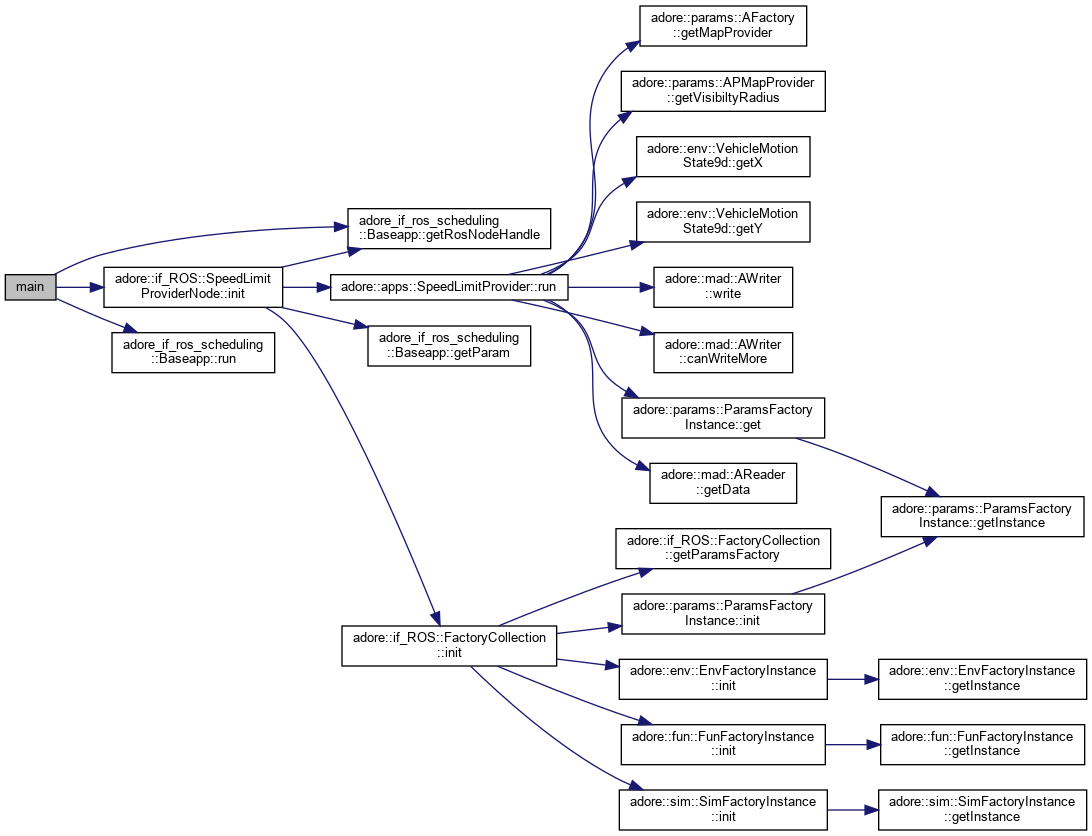 main
adore::if_ROS::SpeedLimit
ProviderNode::init
adore_if_ros_scheduling
::Baseapp::run
adore_if_ros_scheduling
::Baseapp::getRosNodeHandle
adore::apps::SpeedLimitProvider::run
adore_if_ros_scheduling
::Baseapp::getParam
adore::if_ROS::FactoryCollection
::init
adore::params::AFactory
::getMapProvider
adore::params::APMapProvider
::getVisibiltyRadius
adore::env::VehicleMotion
State9d::getX
adore::env::VehicleMotion
State9d::getY
adore::mad::AWriter
::write
adore::mad::AWriter
::canWriteMore
adore::params::ParamsFactory
Instance::get
adore::mad::AReader
::getData
adore::if_ROS::FactoryCollection
::getParamsFactory
adore::params::ParamsFactory
Instance::init
adore::env::EnvFactoryInstance
::init
adore::fun::FunFactoryInstance
::init
adore::sim::SimFactoryInstance
::init
adore::params::ParamsFactory
Instance::getInstance
adore::env::EnvFactoryInstance
::getInstance
adore::fun::FunFactoryInstance
::getInstance
adore::sim::SimFactoryInstance
::getInstance